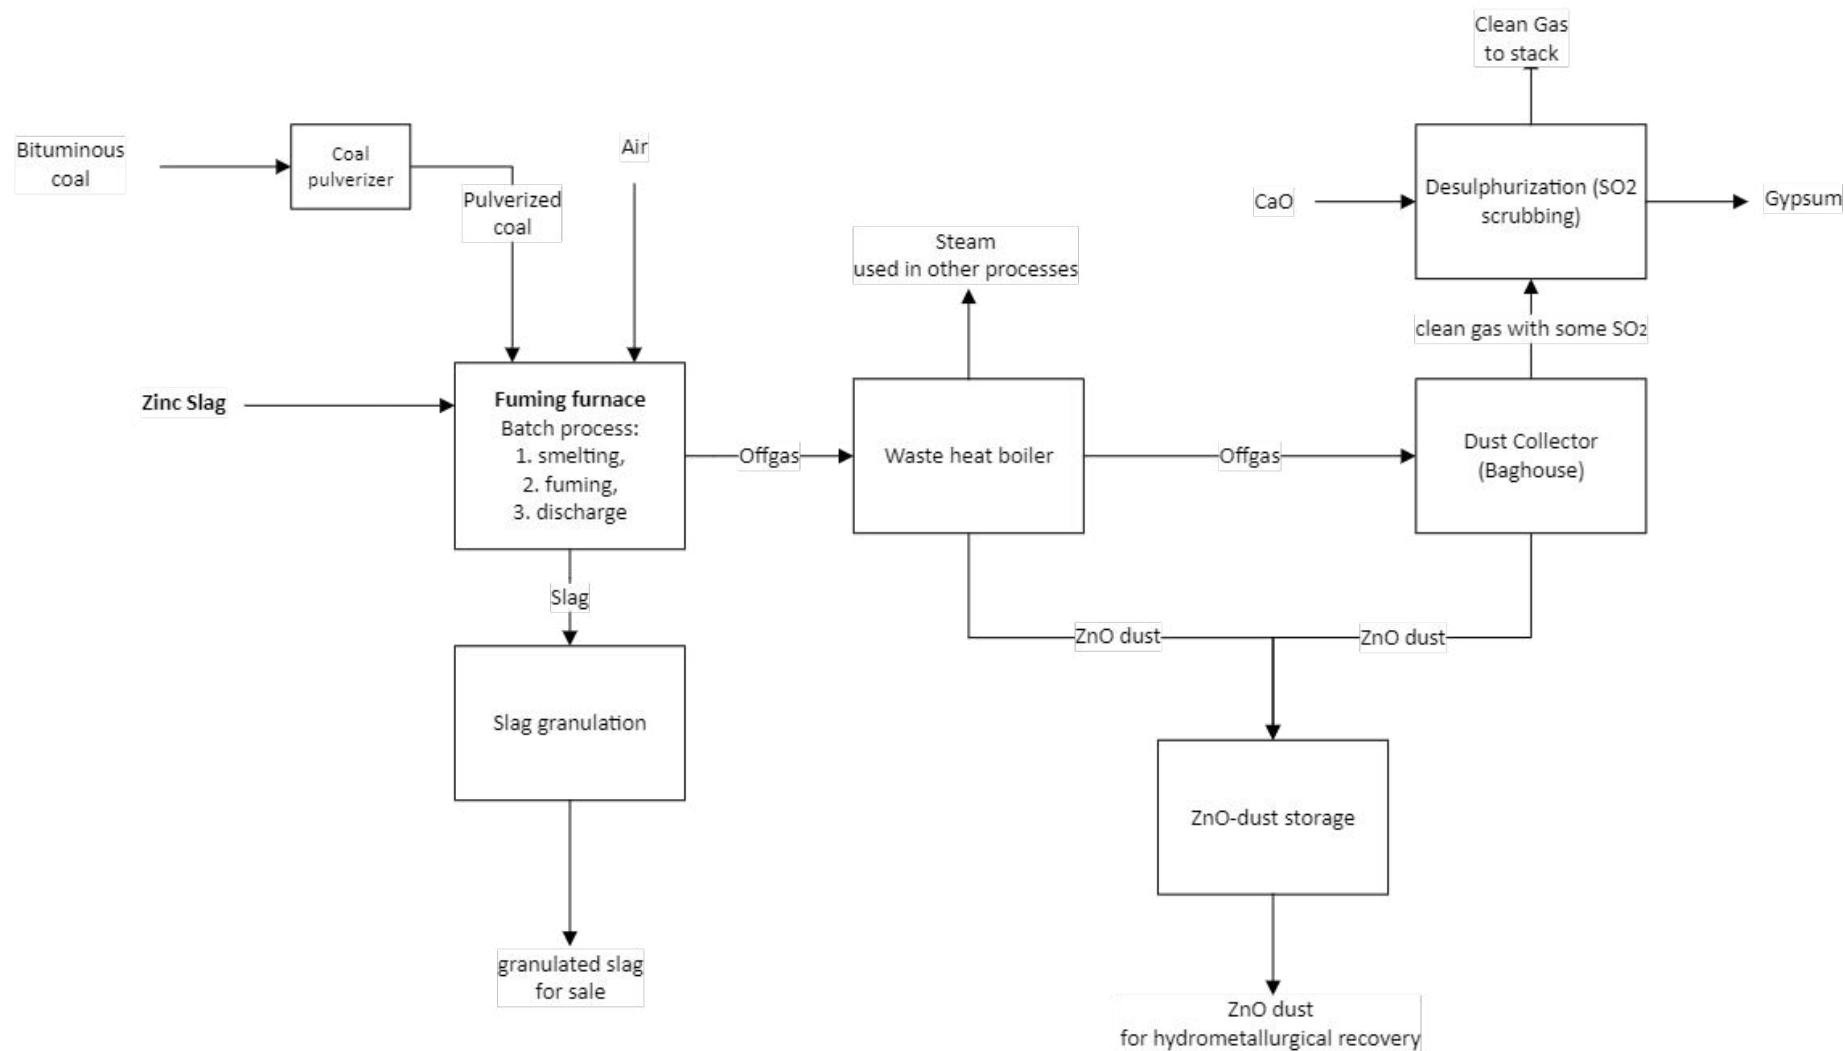 Clean Gas
to stack
Bituminous
coal
Coal
pulverizer
Air
Pulverized
coal
CaO
Desulphurization (SO2
scrubbing)
Gypsum
Steam
used in other processes
clean gas with some SO2
Zinc Slag
Fuming furnace
Batch process:
1. smelting,
2. fuming,
3. discharge
Offgas
Waste heat boiler
Offgas
Dust Collector
(Baghouse)
Slag
ZnO dust
ZnO dust
Slag granulation
ZnO-dust storage
granulated slag
for sale
ZnO dust
for hydrometallurgical recovery